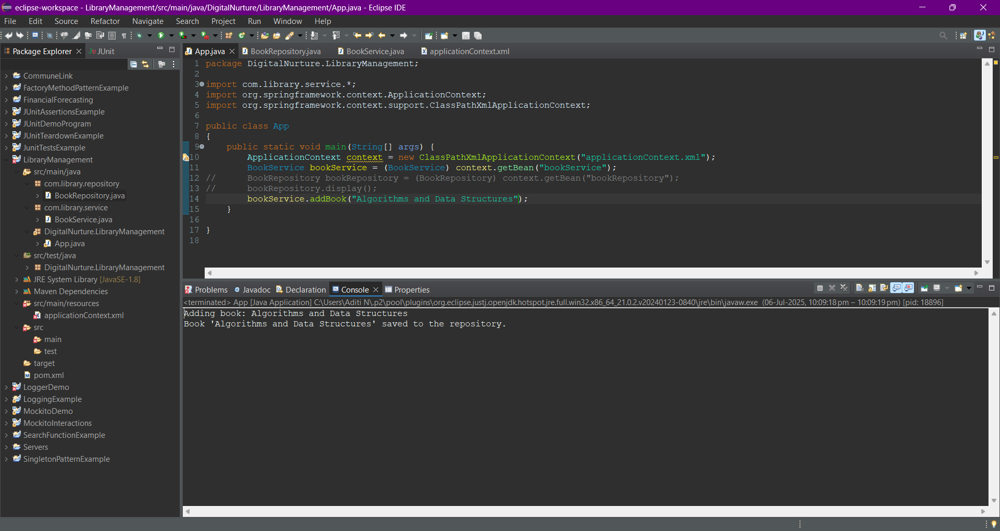 eclipse-workspace - LibraryManagement/src/main/java/DigitalNurture/LibraryManagement/App.java - Eclipse IDE
File Edit Source Refactor Navigate Search Project Run Window Help
Package Explorer
JUnit
CommuneLink
FactoryMethodPatternExample
FinancialForecasting
JUnitAssertionsExample
JUnitDemoProgram
JUnitTeardownExample
JunitTestsExample
LibraryManagement
src/main/java
com.library.repository
BookRepository.java
com.library.service
BookService.java
DigitalNurture.LibraryManagement
App.java
src/test/java
DigitalNurture.LibraryManagement
JRE System Library [JavaSE-1.8]
Maven Dependencies
src/main/resources
applicationContext.xml
src
main
test
target
pom.xml
LoggerDemo
LoggingExample
MockitoDemo
MockitoInteractions
SearchFunctionExample
Servers
SingletonPatternExample
App.java BookRepository.java BookService.java applicationContext.xml
1 package DigitalNurture.LibraryManagement;
2
3 import com.library.service.*;
4 import org.springframework.context.ApplicationContext;
5 import org.springframework.context.support.ClassPathXmlApplicationContext;
6
7 public class App
8 {
9 public static void main(String[] args) {
10 ApplicationContext context = new ClassPathXmlApplicationContext("applicationContext.xml");
11 BookService bookService = (BookService) context.getBean("bookService");
12 // BookRepository bookRepository = (BookRepository) context.getBean("bookRepository");
13 // bookRepository.display();
14 bookService.addBook("Algorithms and Data Structures");
15 }
16
17 }
18
Problems Javadoc Declaration Console Properties
<terminated> App [Java Application] C:\Users\Aditi N\.p2\pool\plugins\org.eclipse.justj.openjdk.hotspot.jre.full.win32.x86_64_21.0.2.v20240123-0840\jre\bin\javaw.exe (06-Jul-2025, 10:09:18 pm – 10:09:19 pm) [pid: 18896]
Adding book: Algorithms and Data Structures
Book 'Algorithms and Data Structures' saved to the repository.